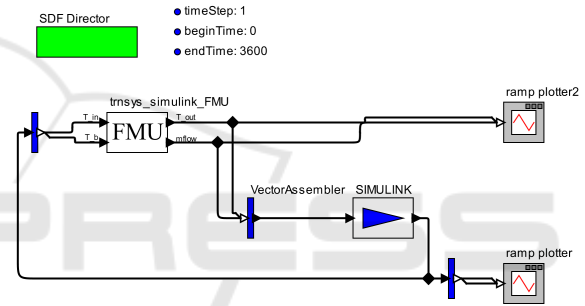 SDF Director
timeStep: 1
beginTime: 0
endTime: 3600
trnsys_simulink_FMU
ramp plotter2
T_in
T_out
FMU
T_b
mflow
VectorAssembler
SIMULINK
ramp plotter
PRESS